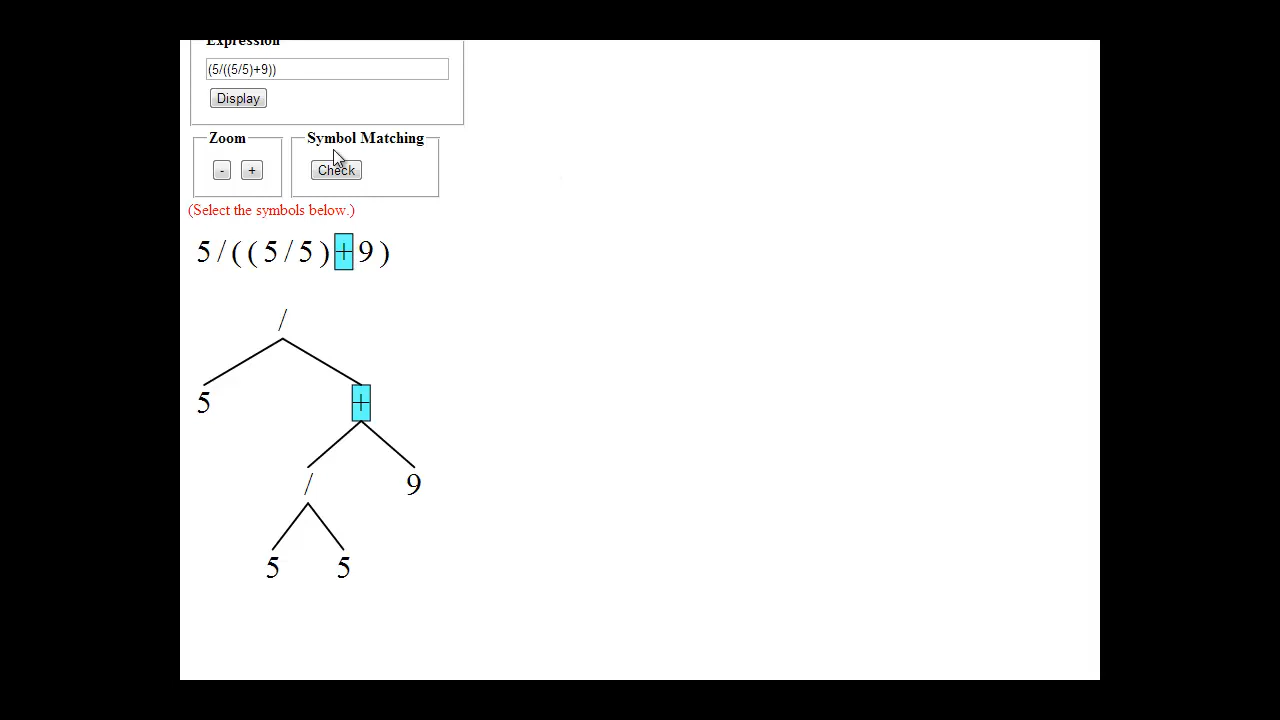 Expression
(5/((5/5)+9))
Display
Zoom
Symbol Matching
- +
Check
(Select the symbols below.)
5/((5/5)+9)
/
5 +
/ 9
5 5